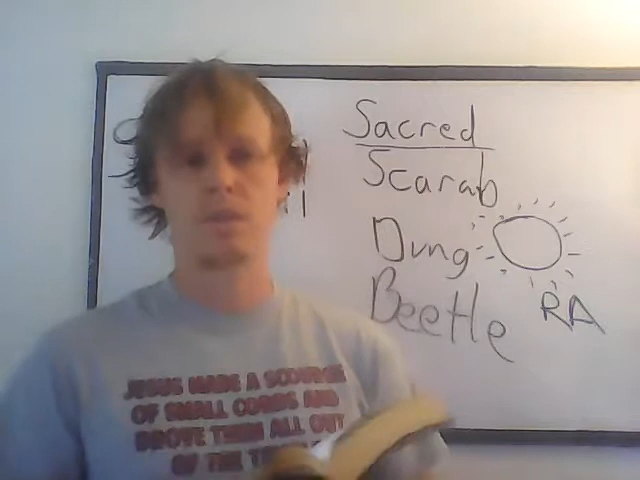 Sacred
Scarab
Dung
Beetle
RA
JESUS MADE A SCOURGE
OF SMALL CORDS AND
DROVE THEM ALL OUT
OF THE